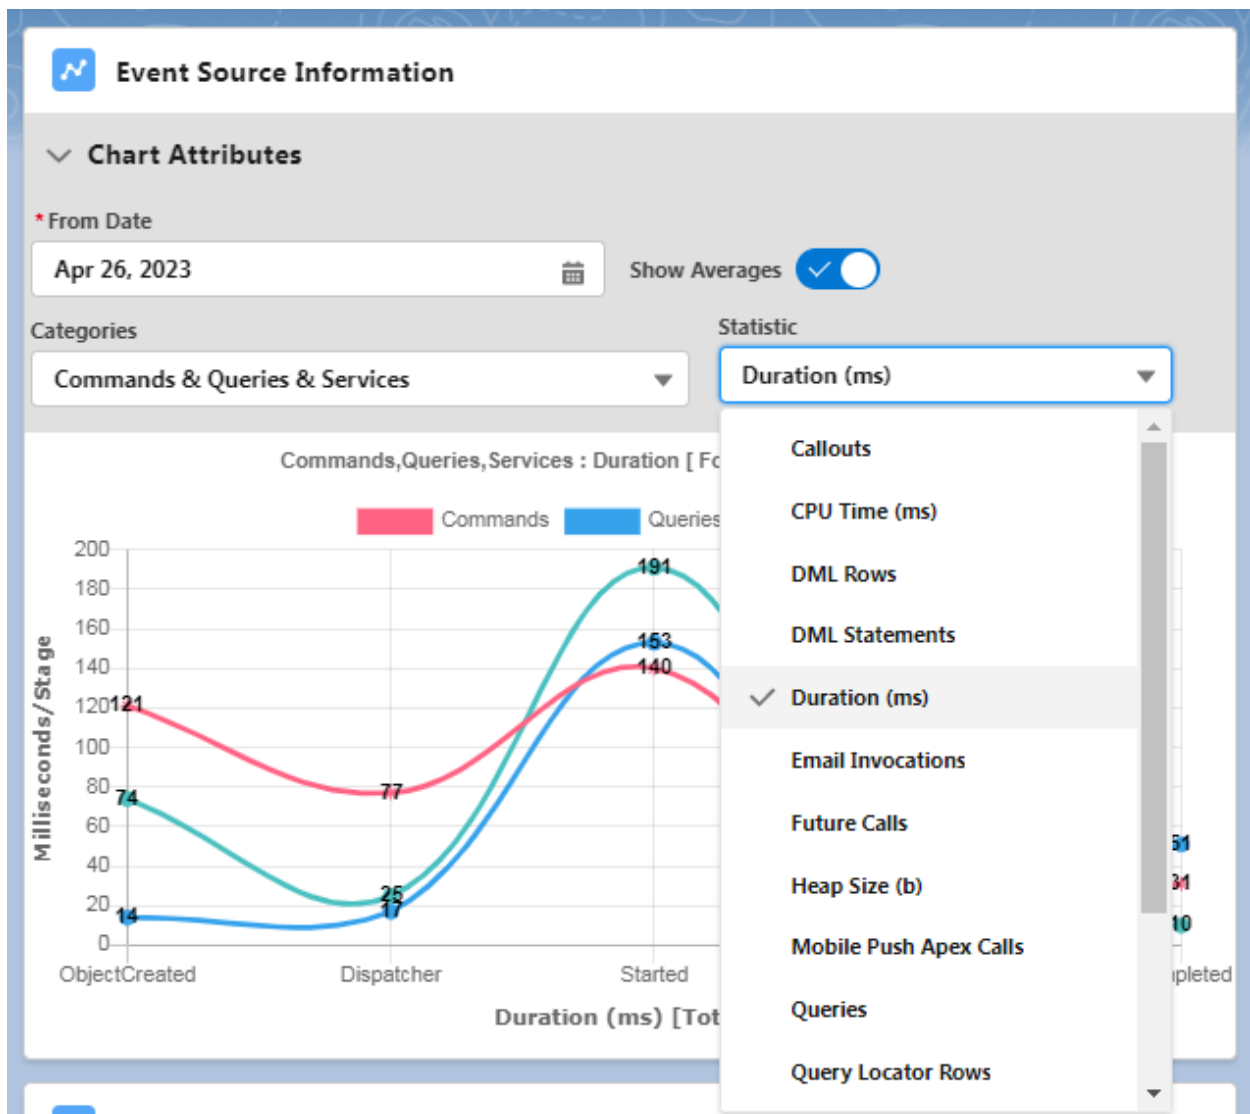 Event Source Information
Chart Attributes
* From Date
Apr 26, 2023
Show Averages
Categories
Statistic
Commands & Queries & Services
Duration (ms)
Callouts
CPU Time (ms)
DML Rows
DML Statements
Duration (ms)
Email Invocations
Future Calls
Heap Size (b)
Mobile Push Apex Calls
Queries
Query Locator Rows
Commands,Queries,Services : Duration [ Fo
Commands
Queries
Milliseconds/Stage
200
180
160
140
120
100
80
60
40
20
0
121
77
140
74
25
191
14
17
153
51
31
10
ObjectCreated
Dispatcher
Started
pleted
Duration (ms) [Tot